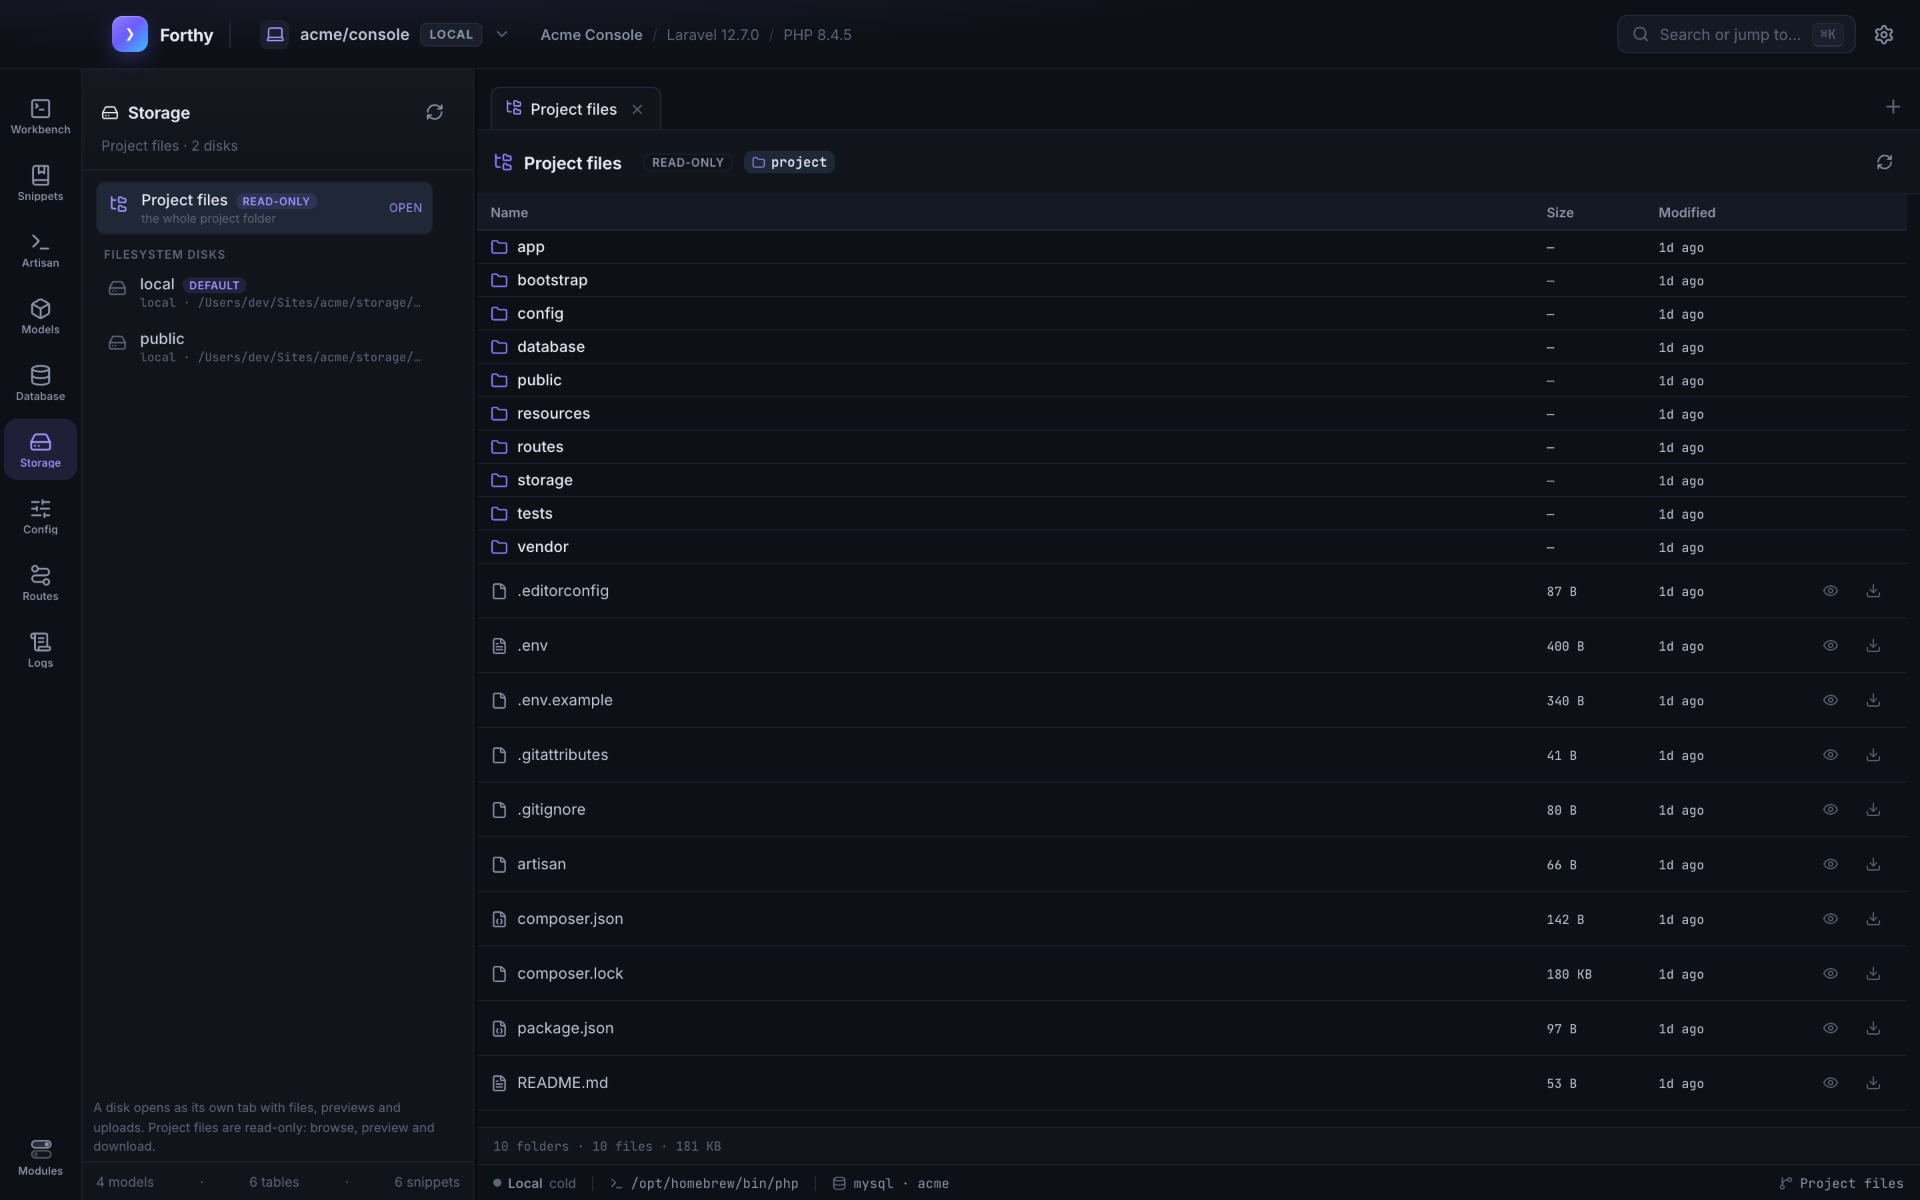 Forthy
acme/console LOCAL
Acme Console / Laravel 12.7.0 / PHP 8.4.5
Search or jump to... ⌘K
Workbench
Snippets
Artisan
Models
Database
Storage
Config
Routes
Logs
Modules
Storage
Project files · 2 disks
Project files READ-ONLY OPEN
the whole project folder
FILESYSTEM DISKS
local DEFAULT
local · /Users/dev/Sites/acme/storage/…
public
local · /Users/dev/Sites/acme/storage/…
A disk opens as its own tab with files, previews and
uploads. Project files are read-only: browse, preview and
download.
4 models · 6 tables · 6 snippets
Project files
Project files READ-ONLY project
Name Size Modified
app – 1d ago
bootstrap – 1d ago
config – 1d ago
database – 1d ago
public – 1d ago
resources – 1d ago
routes – 1d ago
storage – 1d ago
tests – 1d ago
vendor – 1d ago
.editorconfig 87 B 1d ago
.env 400 B 1d ago
.env.example 340 B 1d ago
.gitattributes 41 B 1d ago
.gitignore 80 B 1d ago
artisan 66 B 1d ago
composer.json 142 B 1d ago
composer.lock 180 KB 1d ago
package.json 97 B 1d ago
README.md 53 B 1d ago
10 folders · 10 files · 181 KB
Local cold /opt/homebrew/bin/php mysql · acme Project files